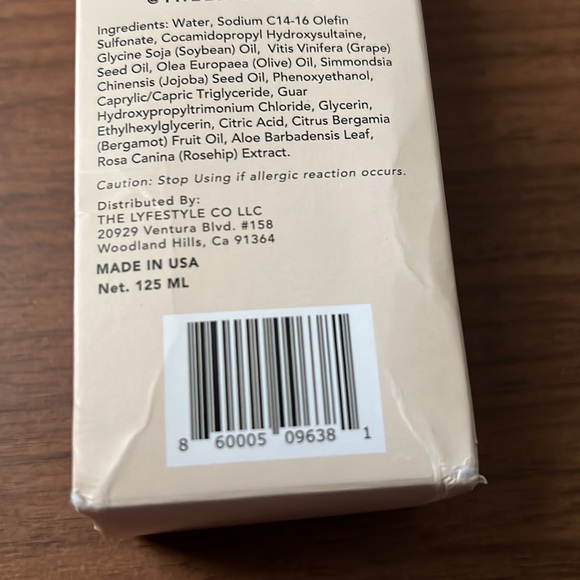 Ingredients: Water, Sodium C14-16 Olefin
Sulfonate, Cocamidopropyl Hydroxysultaine,
Glycine Soja (Soybean) Oil, Vitis Vinifera (Grape)
Seed Oil, Olea Europaea (Olive) Oil, Simmondsia
Chinensis (Jojoba) Seed Oil, Phenoxyethanol,
Caprylic/Capric Triglyceride, Guar
Hydroxypropyltrimonium Chloride, Glycerin,
Ethylhexylglycerin, Citric Acid, Citrus Bergamia
(Bergamot) Fruit Oil, Aloe Barbadensis Leaf,
Rosa Canina (Rosehip) Extract.
Caution: Stop Using if allergic reaction occurs.
Distributed By:
THE LYFESTYLE CO LLC
20929 Ventura Blvd. #158
Woodland Hills, Ca 91364
MADE IN USA
Net. 125 ML
8 60005 09638 1